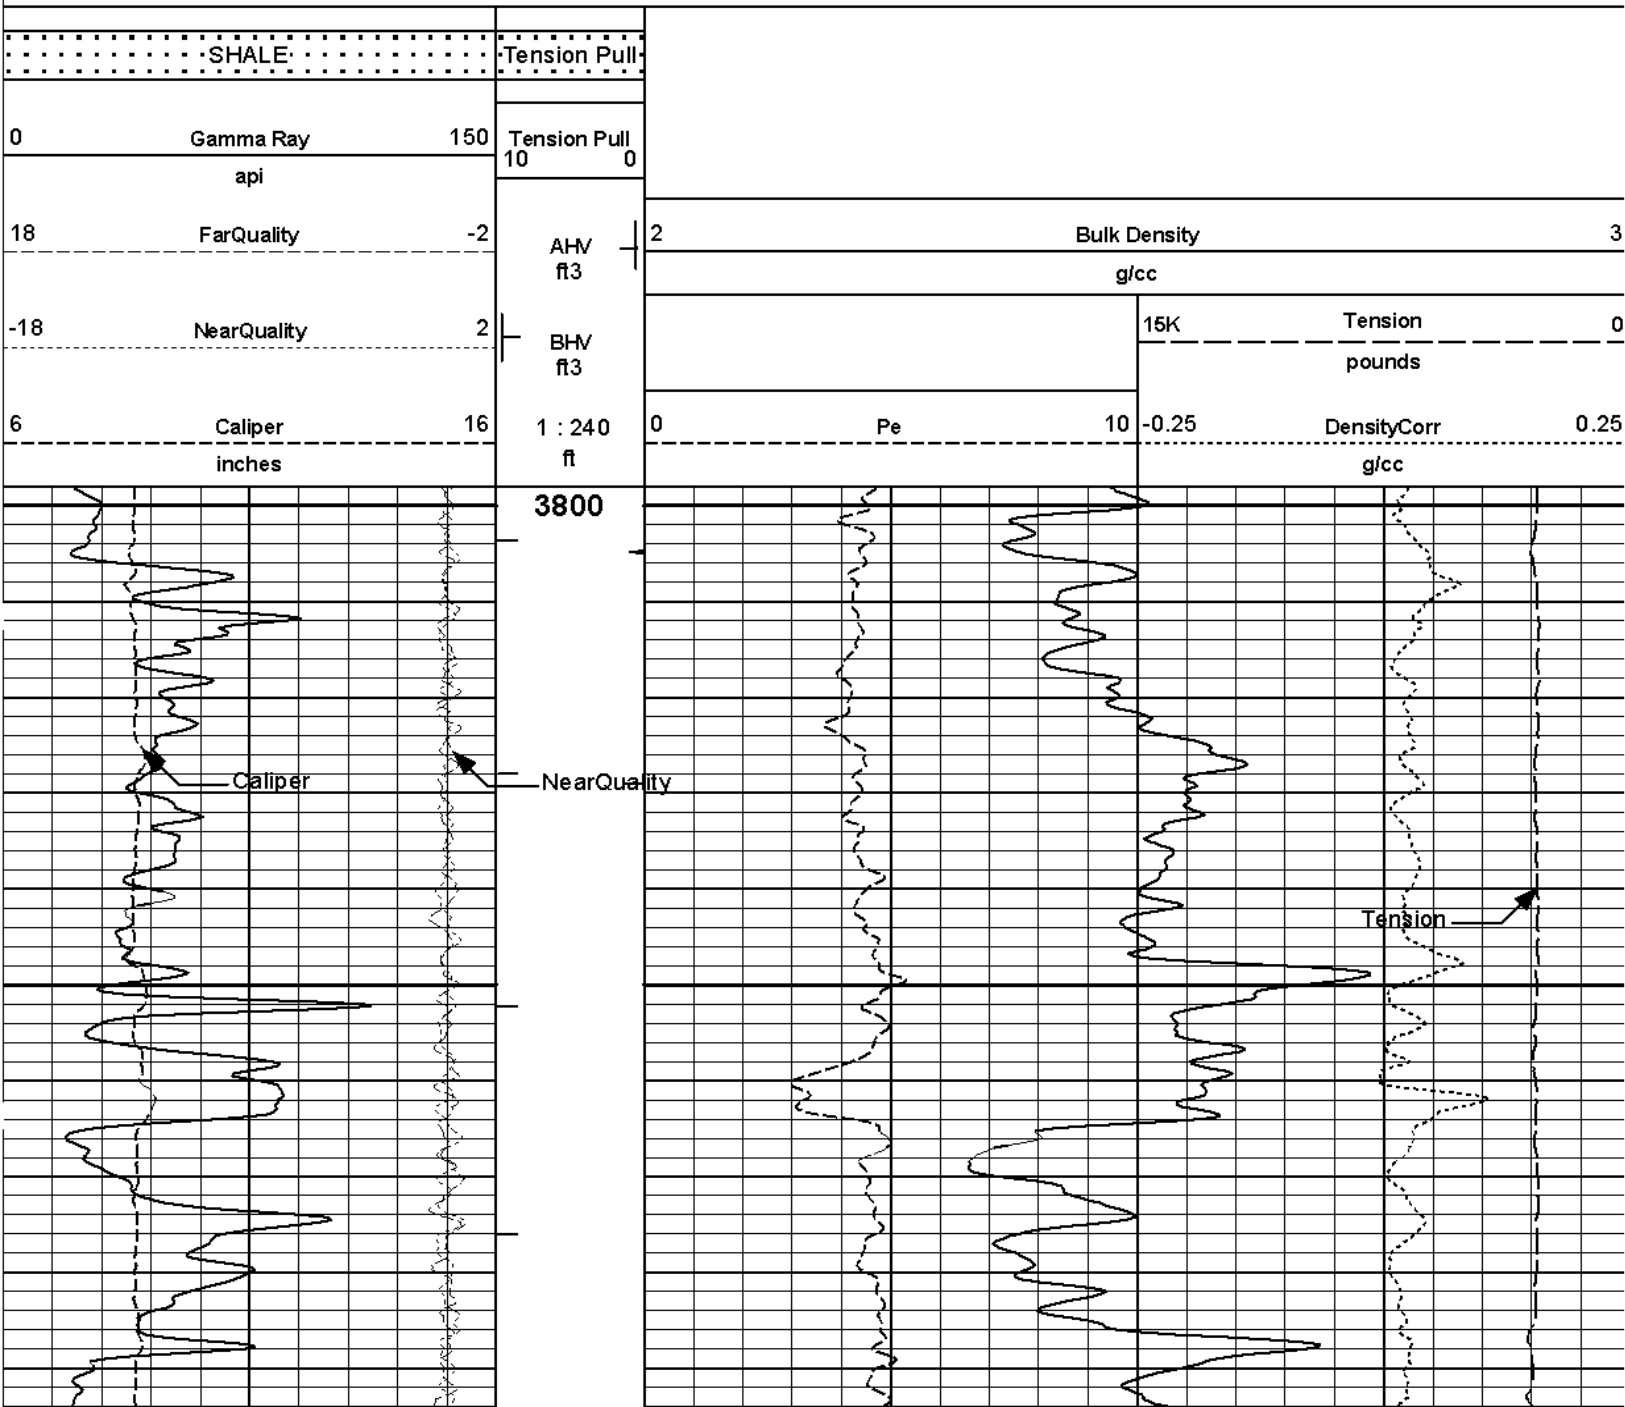 SHALE
Tension Pull
0 Gamma Ray 150
api
Tension Pull
10 0
18 FarQuality -2
AHV
ft3
2 Bulk Density 3
g/cc
-18 NearQuality 2
BHV
ft3
15K Tension 0
pounds
6 Caliper 16
inches
1 : 240
ft
0 Pe 10
-0.25 DensityCorr 0.25
g/cc
3800
Caliper
NearQuality
Tension